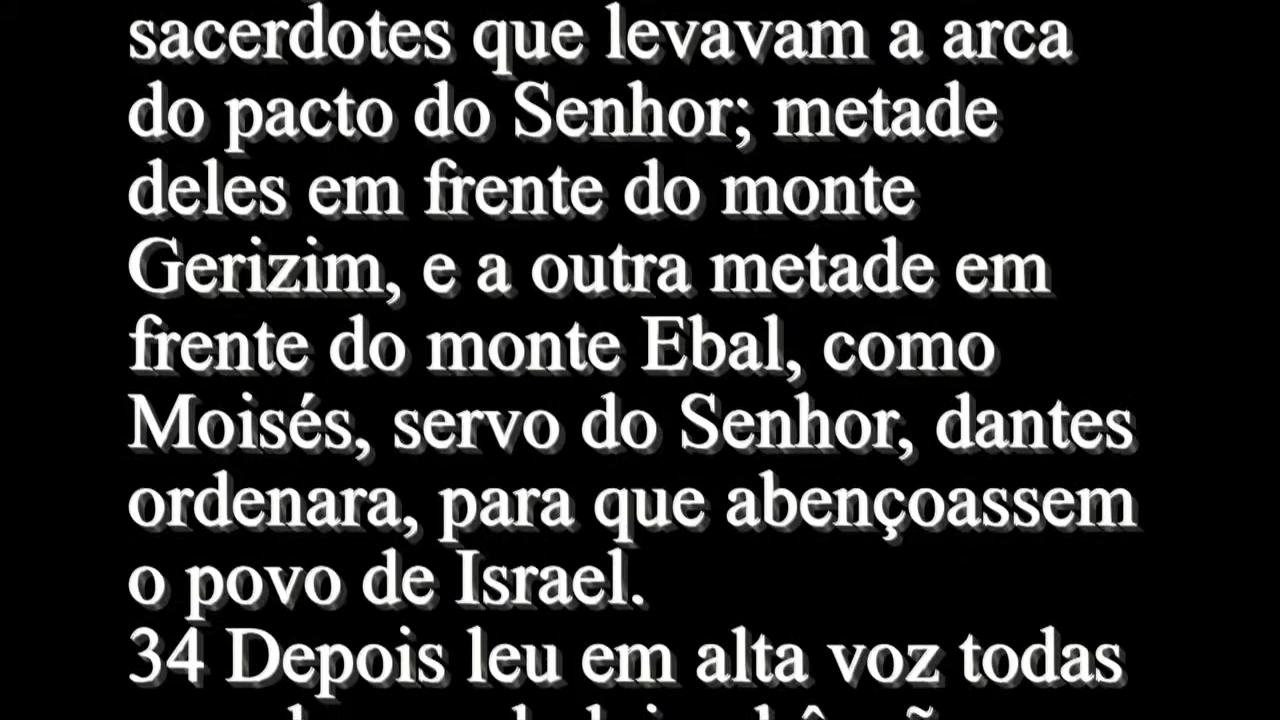 sacerdotes que levavam a arca
do pacto do Senhor; metade
deles em frente do monte
Gerizim, e a outra metade em
frente do monte Ebal, como
Moisés, servo do Senhor, dantes
ordenara, para que abençoassem
o povo de Israel.
34 Depois leu em alta voz todas